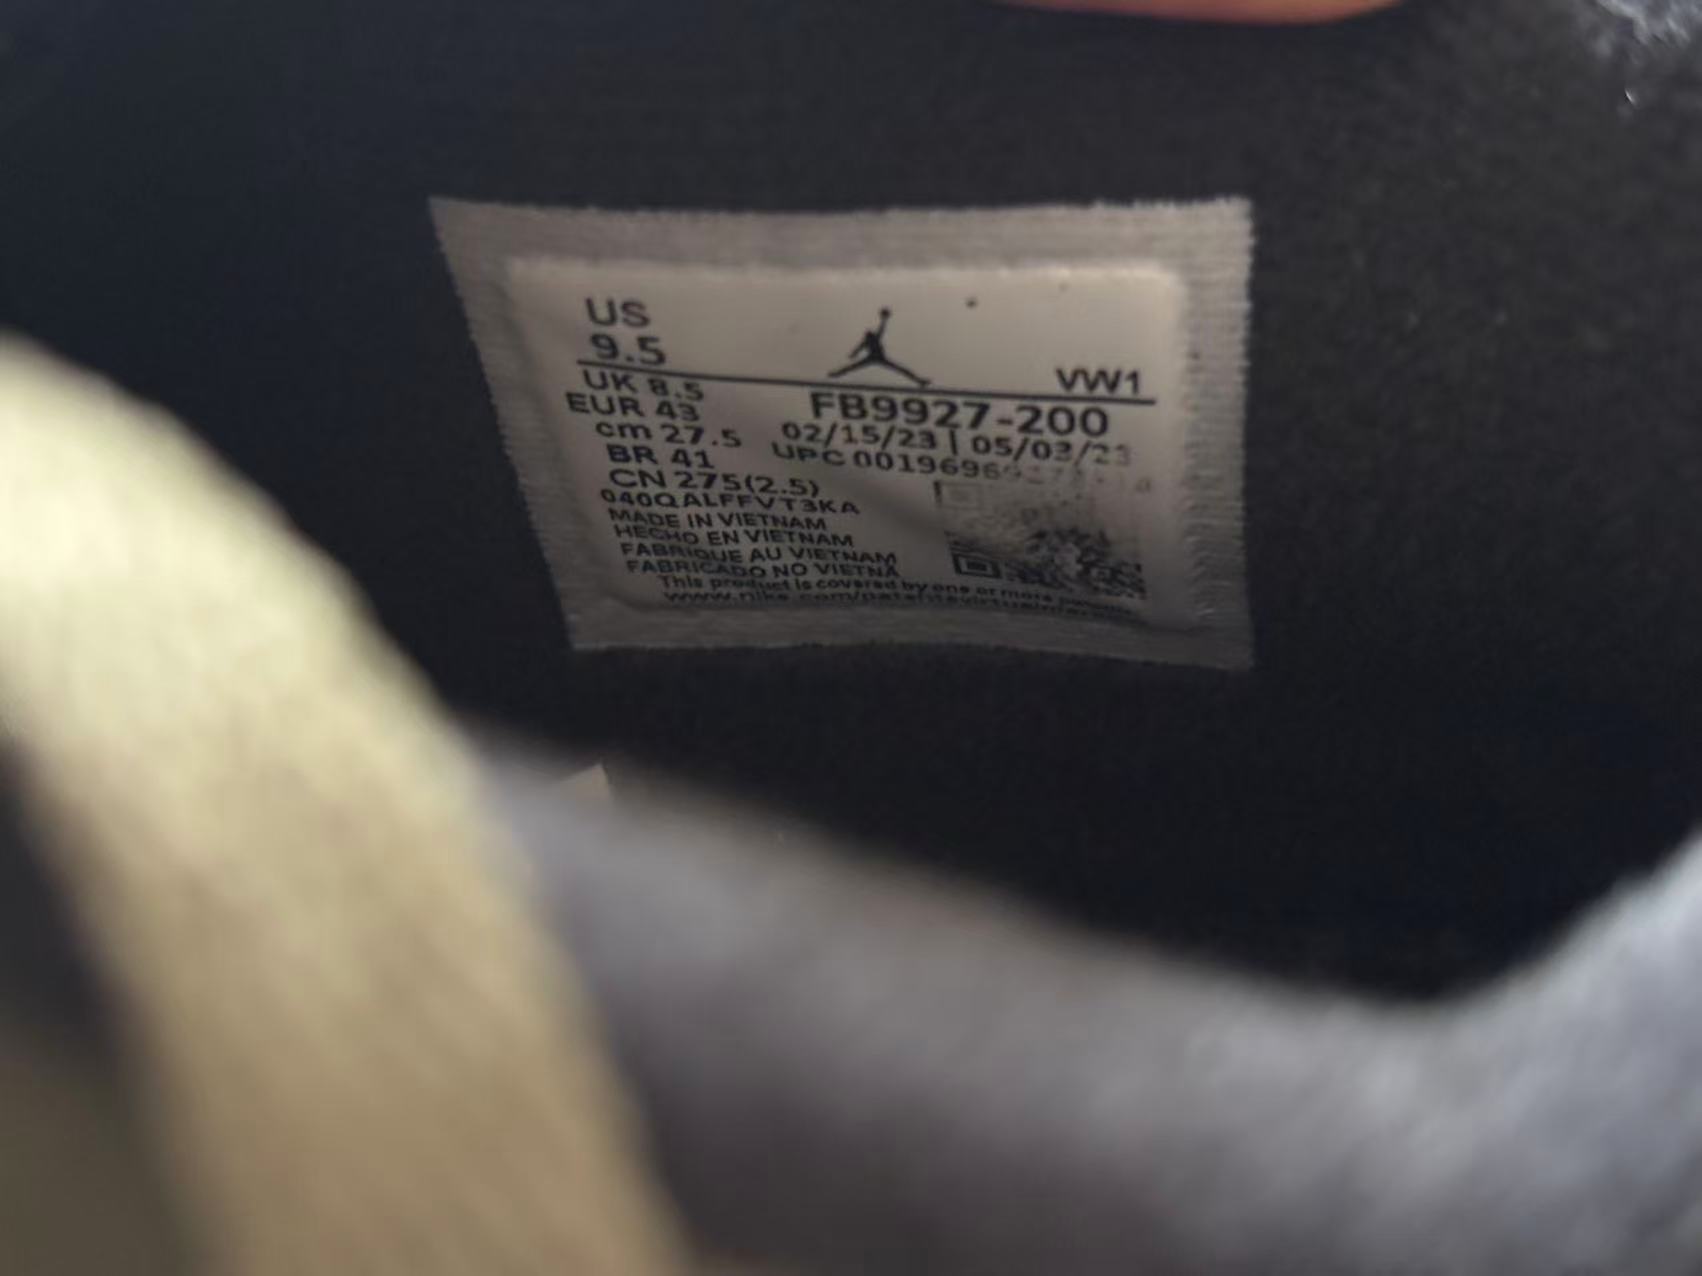 US
9.5
VW1
UK 8.5
EUR 43
FB9927-200
cm 27.5
02/15/23 | 05/03/23
BR 41
UPC
CN 275(2.5)
040QALFFVT3KA
MADE IN VIETNAM
HECHO EN VIETNAM
FABRIQUE AU VIETNAM
FABRICADO NO VIETNA
This product is covered by one or more